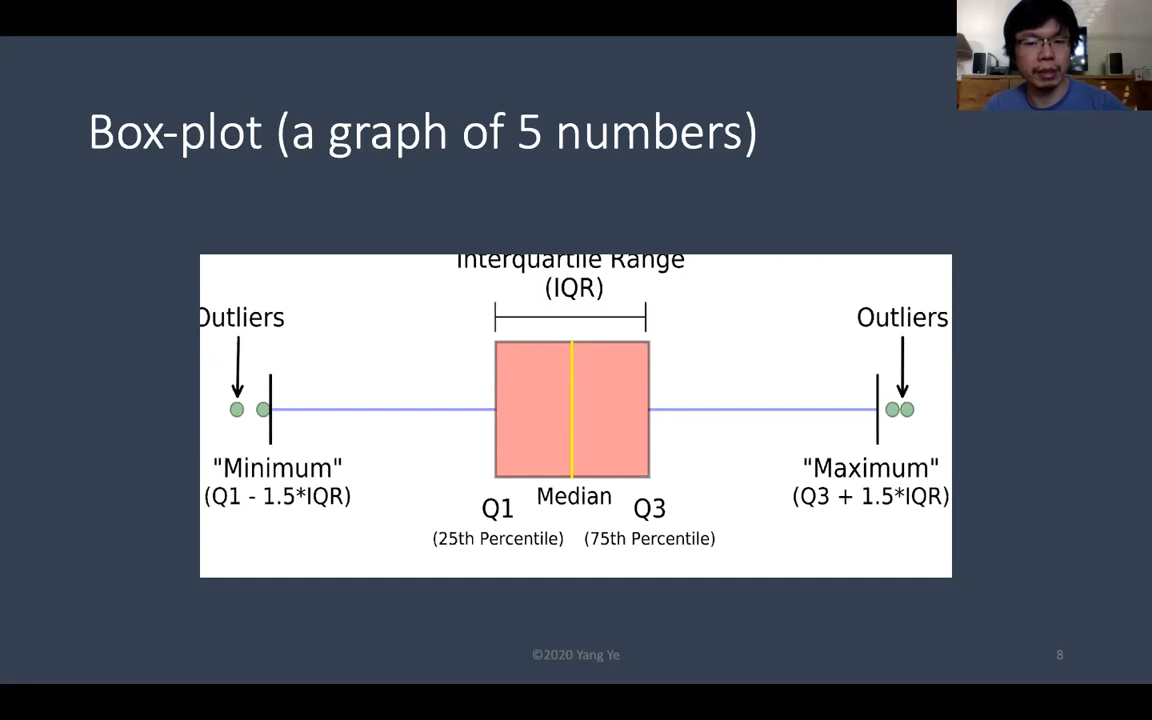 Box-plot (a graph of 5 numbers)
Interquartile Range
(IQR)
Outliers
Outliers
"Minimum"
(Q1 - 1.5*IQR)
"Maximum"
(Q3 + 1.5*IQR)
Q1
Median
Q3
(25th Percentile)
(75th Percentile)
©2020 Yang Ye
8